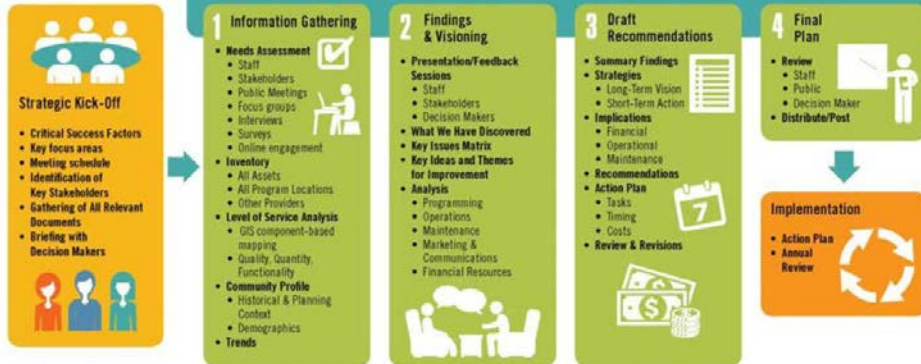 Strategic Kick-Off
• Critical Success Factors
• Key focus areas
• Meeting schedule
• Identification of
Key Stakeholders
• Gathering of All Relevant
Documents
• Briefing with
Decision Makers
1 Information Gathering
• Needs Assessment
• Staff
• Stakeholders
• Public Meetings
• Focus groups
• Interviews
• Surveys
• Online engagement
• Inventory
• All Assets
• All Program Locations
• Other Providers
• Level of Service Analysis
• GIS component-based
mapping
• Quality, Quantity,
Functionality
• Community Profile
• Historical & Planning
Context
• Demographics
• Trends
2 Findings
& Visioning
• Presentation/Feedback
Sessions
• Staff
• Stakeholders
• Decision Makers
• What We Have Discovered
• Key Issues Matrix
• Key Ideas and Themes
for Improvement
• Analysis
• Programming
• Operations
• Maintenance
• Marketing &
Communications
• Financial Resources
3 Draft
Recommendations
• Summary Findings
• Strategies
• Long-Term Vision
• Short-Term Action
• Implications
• Financial
• Operational
• Maintenance
• Recommendations
• Action Plan
• Tasks
• Timing
• Costs
• Review & Revisions
7
$
$
4 Final
Plan
• Review
• Staff
• Public
• Decision Maker
• Distribute/Post
Implementation
• Action Plan
• Annual
Review